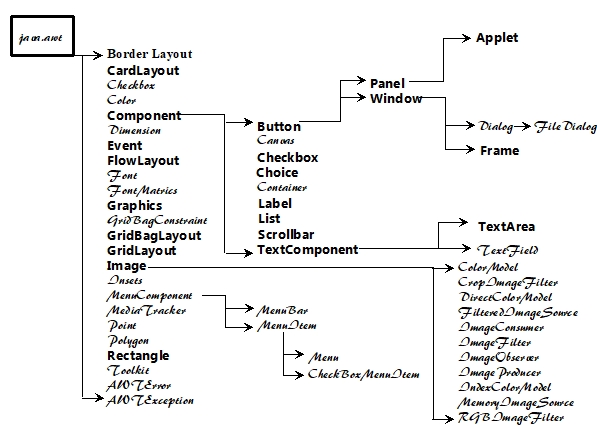 java.awt
Border Layout
CardLayout
Checkbox
Color
Component
Dimension
Event
FlowLayout
Font
FontMatrics
Graphics
GridBagConstraint
GridBagLayout
GridLayout
Image
Insets
MenuComponent
MediaTracker
Point
Polygon
Rectangle
Toolkit
AWTError
AWTException
Button
Canvas
Checkbox
Choice
Container
Label
List
Scrollbar
TextComponent
MenuBar
MenuItem
Menu
CheckBoxMenuItem
Panel
Window
Applet
Dialog
FileDialog
Frame
TextArea
TextField
ColorModel
CropImageFilter
DirectColorModel
FilteredImageSource
ImageConsumer
ImageFilter
ImageObserver
ImageProducer
IndexColorModel
MemoryImageSource
RGBImageFilter